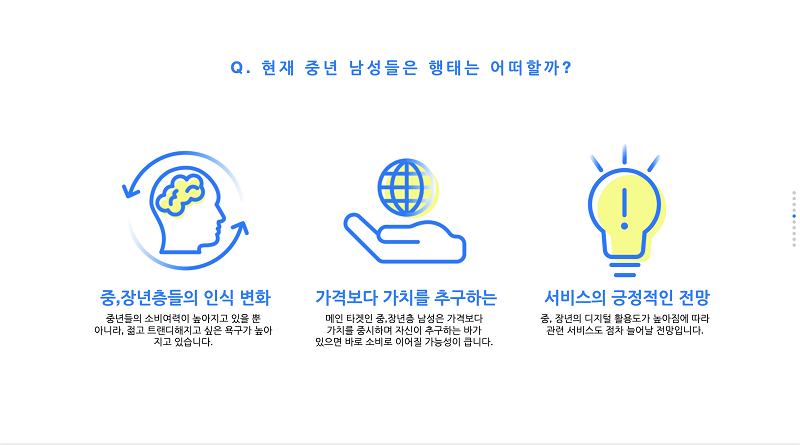 Q. 현재 중년 남성들은 행태는 어떠할까?
중,장년층들의 인식 변화
중년들의 소비여력이 높아지고 있을 뿐
아니라, 젊고 트랜디해지고 싶은 욕구가 높아
지고 있습니다.
가격보다 가치를 추구하는
메인 타겟인 중,장년층 남성은 가격보다
가치를 중시하며 자신이 추구하는 바가
있으면 바로 소비로 이어질 가능성이 큽니다.
서비스의 긍정적인 전망
중, 장년의 디지털 활용도가 높아짐에 따라
관련 서비스도 점차 늘어날 전망입니다.